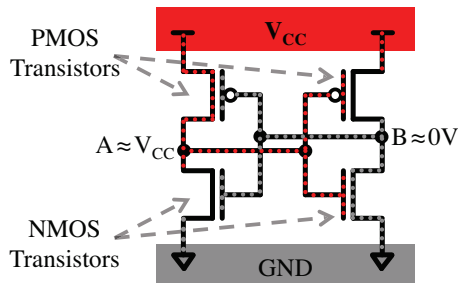 V_CC
PMOS
Transistors
A≈V_CC
B≈0V
NMOS
Transistors
GND